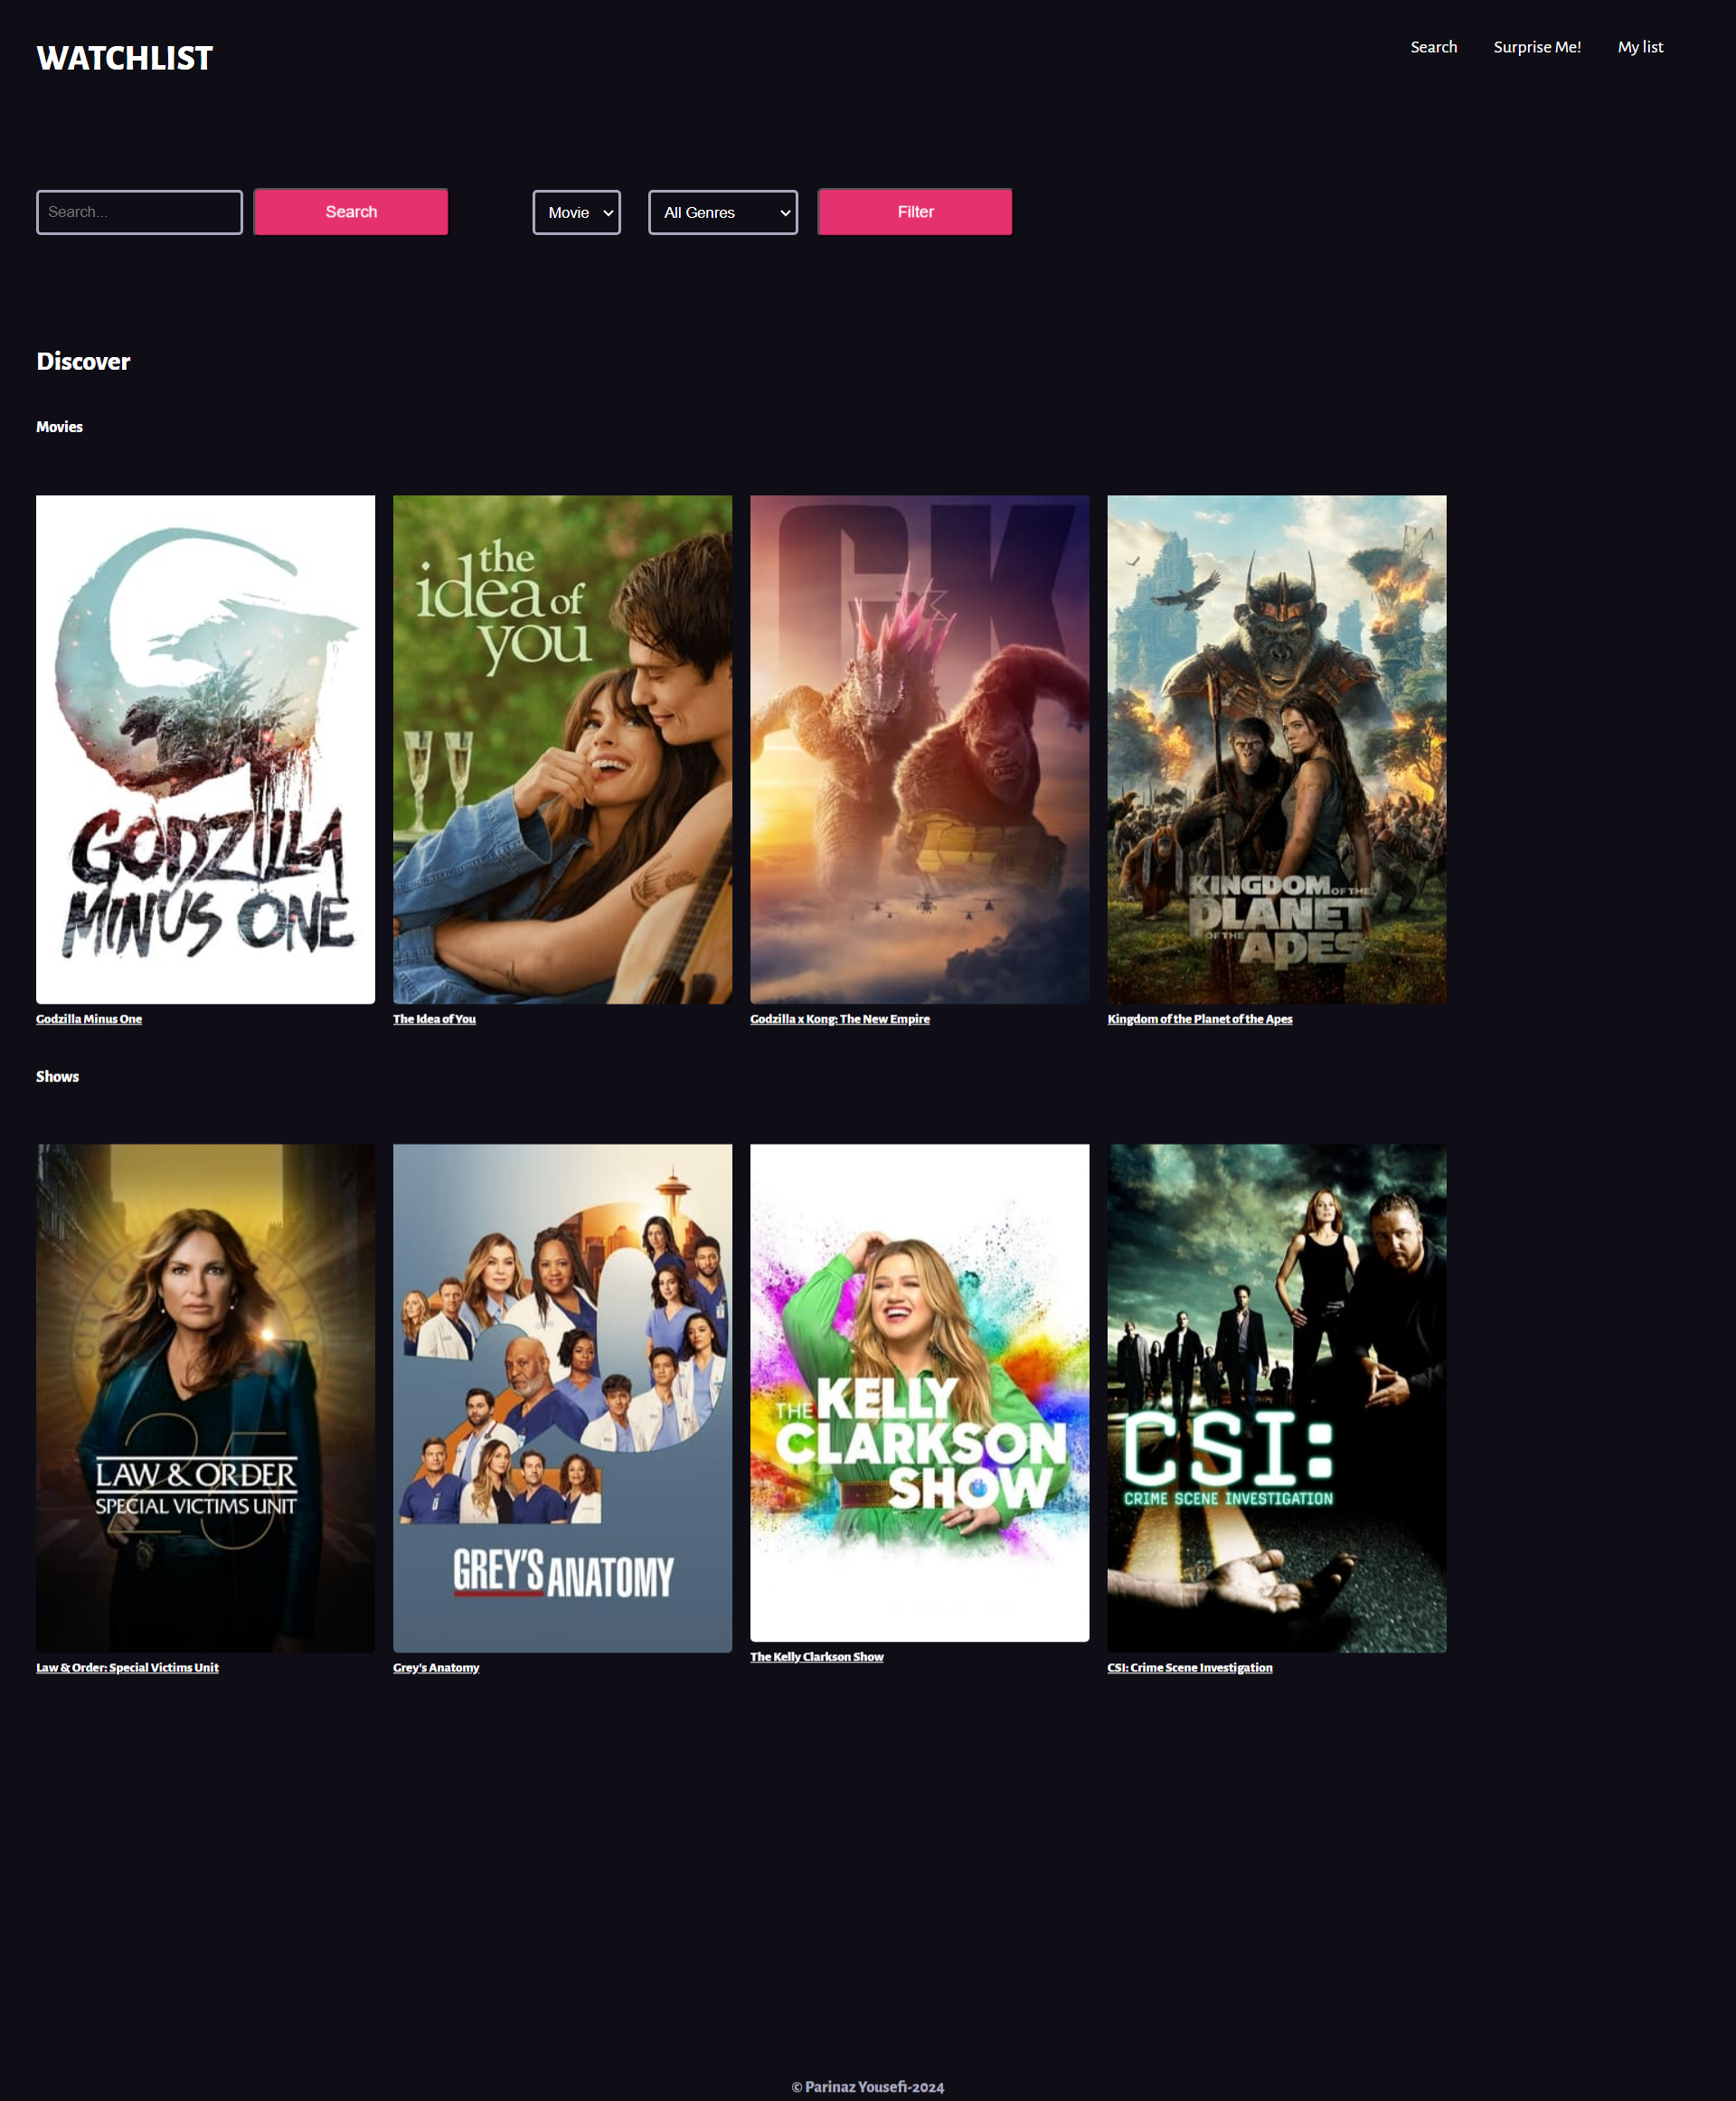 WATCHLIST
Search
Surprise Me!
My list
Search...
Search
Movie
All Genres
Filter
Discover
Movies
GODZILLA
MINUS ONE
the
idea of
you
GK
KINGDOM OF THE
PLANET
OF THE APES
Godzilla Minus One
The Idea of You
Godzilla x Kong: The New Empire
Kingdom of the Planet of the Apes
Shows
25
LAW & ORDER
SPECIAL VICTIMS UNIT
20
GREY'S ANATOMY
THE KELLY
CLARKSON
SHOW
CSI:
CRIME SCENE INVESTIGATION
Law & Order: Special Victims Unit
Grey's Anatomy
The Kelly Clarkson Show
CSI: Crime Scene Investigation
© Parinaz Yousefi-2024